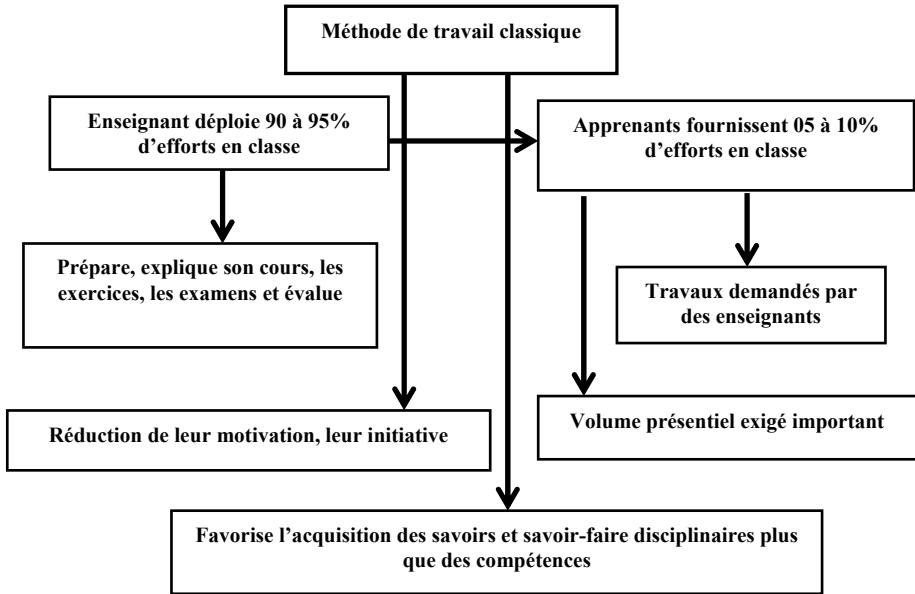 Méthode de travail classique
Enseignant déploie 90 à 95%
d’efforts en classe
Apprenants fournissent 05 à 10%
d’efforts en classe
Prépare, explique son cours, les
exercices, les examens et évalue
Travaux demandés par
des enseignants
Réduction de leur motivation, leur initiative
Volume présentiel exigé important
Favorise l’acquisition des savoirs et savoir-faire disciplinaires plus
que des compétences